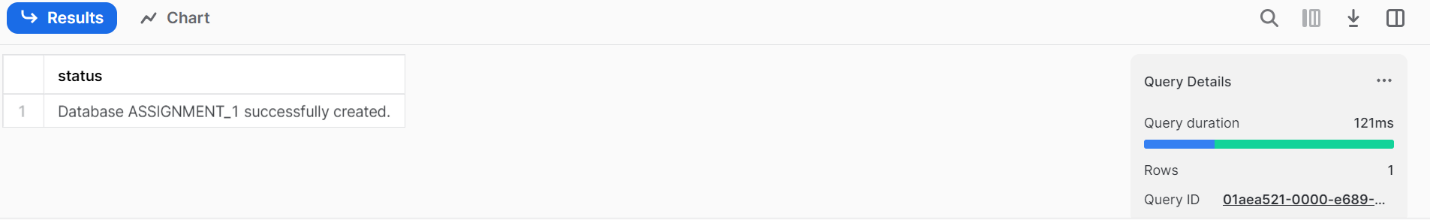 Results Chart
status
1 Database ASSIGNMENT_1 successfully created.
Query Details ...
Query duration 121ms
Rows 1
Query ID 01aea521-0000-e689-...